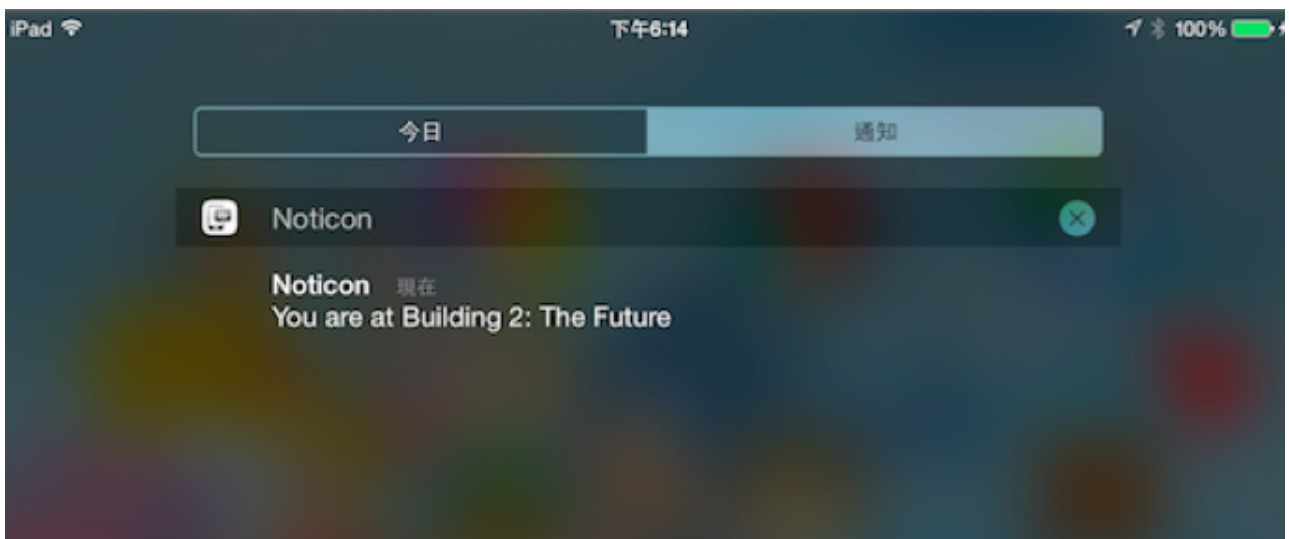 iPad 下午6:14 100%
今日 通知
Noticon
Noticon 現在
You are at Building 2: The Future